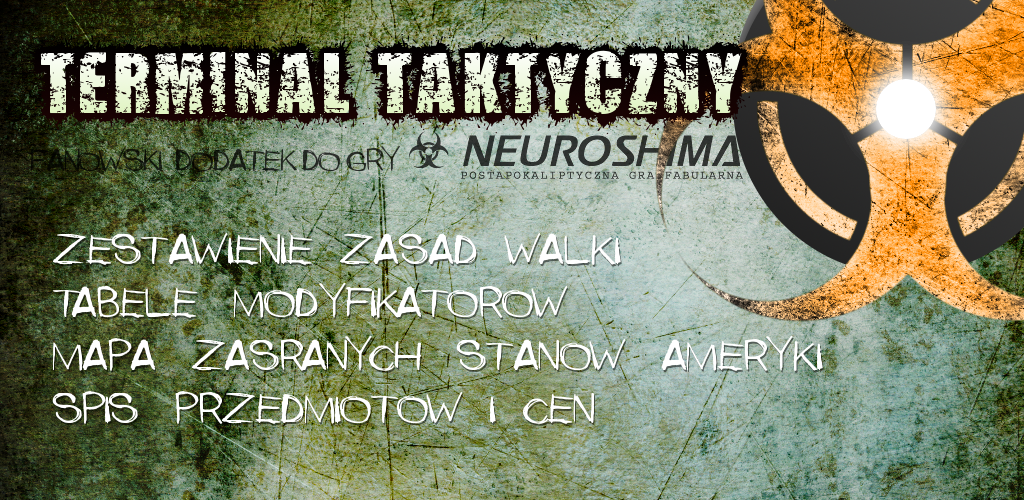 TERMINAL TAKTYCZNY
FANOWSKI DODATEK DO GRY NEUROSHIMA
POSTAPOKALIPTYCZNA GRA FABULARNA
ZESTAWIENIE ZASAD WALKI
TABELE MODYFIKATOROW
MAPA ZASRANYCH STANOW AMERYKI
SPIS PRZEDMIOTOW I CEN